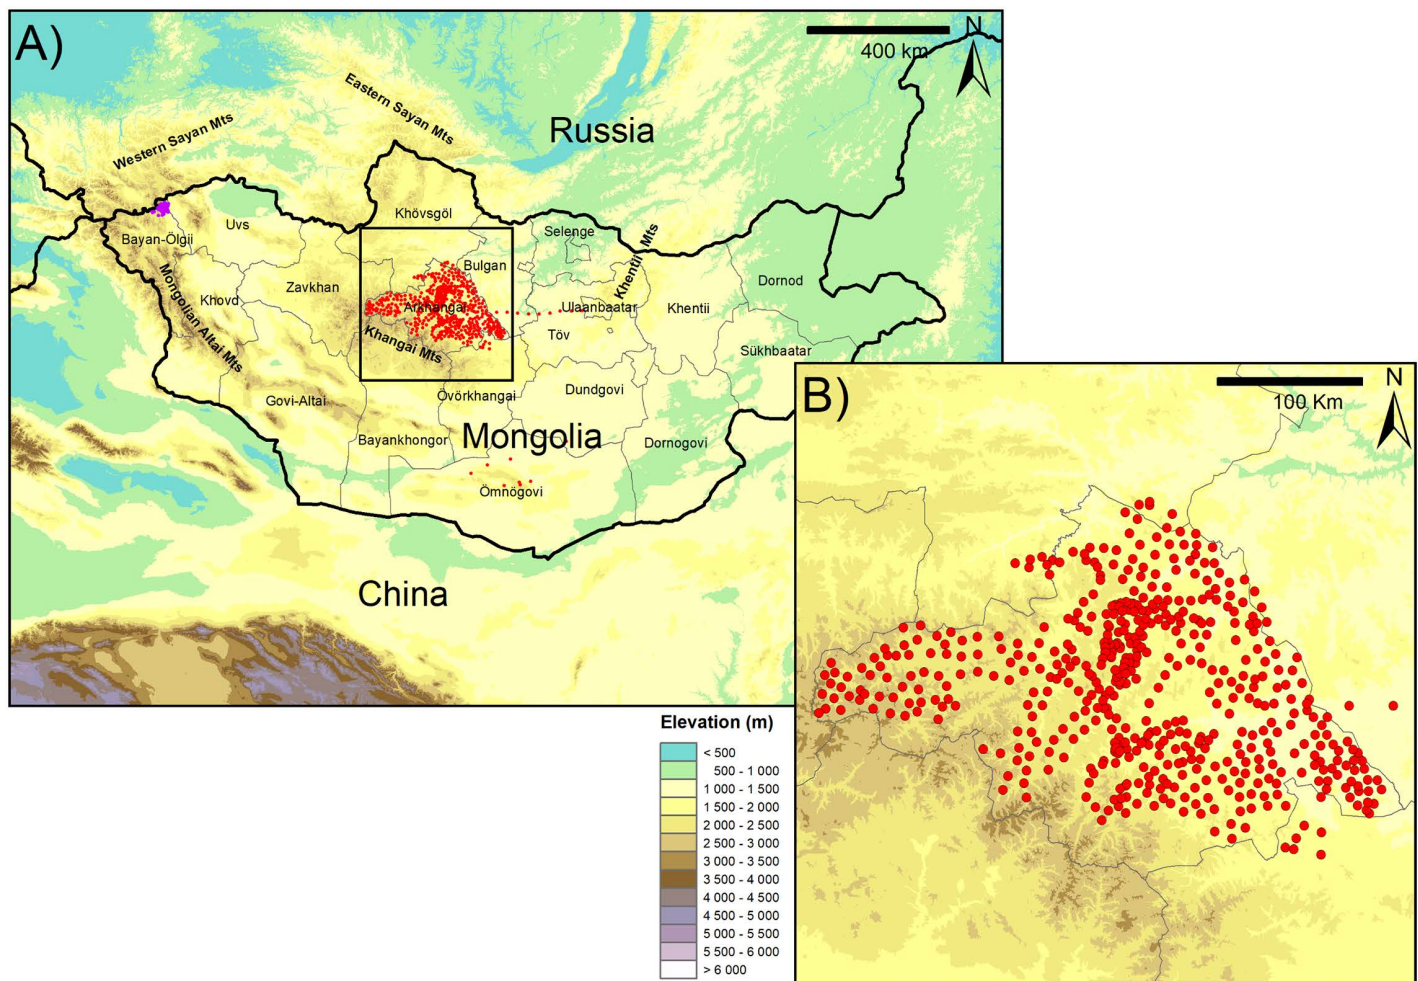 A)
400 km
N
Eastern Sayan Mts
Western Sayan Mts
Russia
Khövsgöl
Uvs
Selenge
Khentii Mts
Bayan-Ölgii
Bulgan
Dornod
Mongolian Altai Mts
Khovd
Zavkhan
Arkhangai
Ulaanbaatar
Khentii
Khangai Mts
Töv
Sükhbaatar
Govi-Altai
Övörkhangai
Dundgovi
Bayankhongor
Mongolia
Dornogovi
Ömnögovi
China
B)
100 Km
N
Elevation (m)
< 500
500 - 1 000
1 000 - 1 500
1 500 - 2 000
2 000 - 2 500
2 500 - 3 000
3 000 - 3 500
3 500 - 4 000
4 000 - 4 500
4 500 - 5 000
5 000 - 5 500
5 500 - 6 000
> 6 000